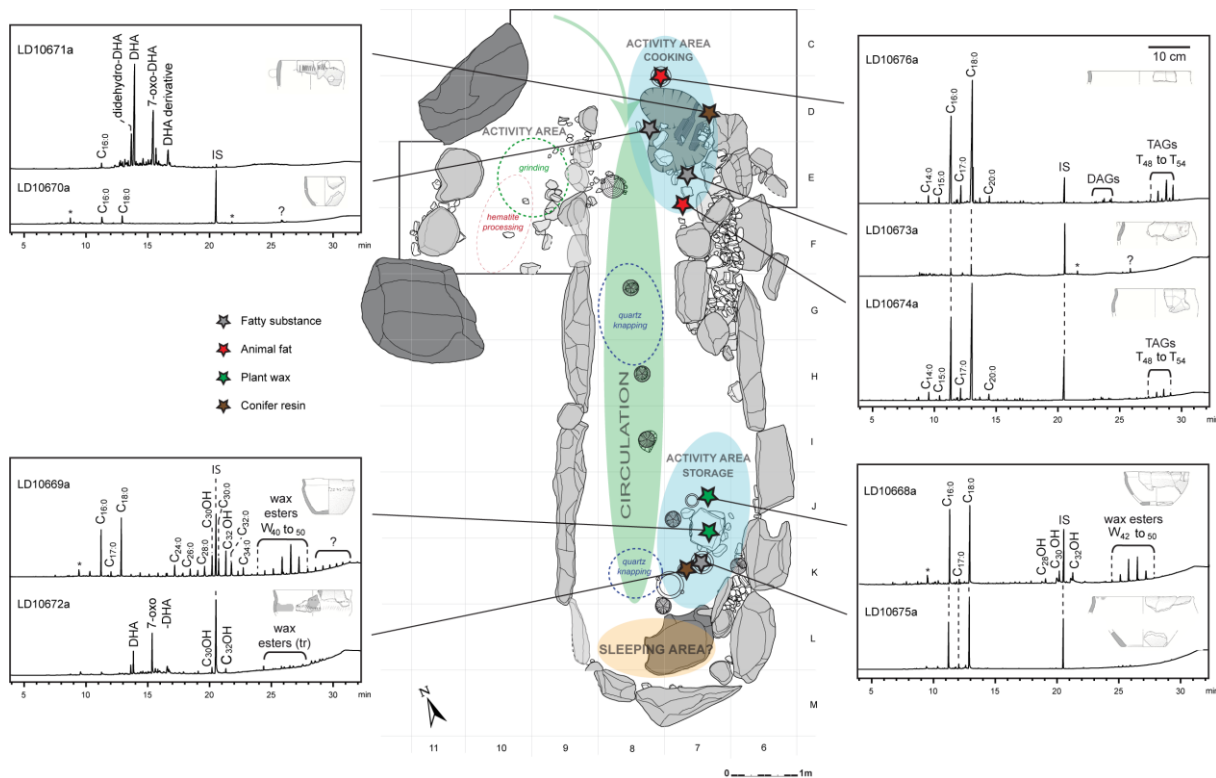 LD10671a
didehydro-DHA
DHA
7-oxo-DHA
DHA derivative
C16:0
IS
LD10670a
*
C16:0
C18:0
*
?
5 10 15 20 25 30 min
ACTIVITY AREA
COOKING
ACTIVITY AREA
grinding
hematite
processing
quartz
knapping
CIRCULATION
ACTIVITY AREA
STORAGE
quartz
knapping
SLEEPING AREA?
C
D
E
F
G
H
I
J
K
L
M
11 10 9 8 7 6
N
0 1m
Fatty substance
Animal fat
Plant wax
Conifer resin
LD10676a
10 cm
C14:0
C15:0
C16:0
C17:0
C18:0
C20:0
IS
DAGs
TAGs
T48 to T54
LD10673a
*
?
LD10674a
C14:0
C15:0
C17:0
C20:0
TAGs
T48 to T54
5 10 15 20 25 30 min
LD10669a
*
C16:0
C17:0
C18:0
C24:0
C26:0
C28:0
C30OH
IS
C30:0
C32OH
C32:0
C34:0
wax
esters
W40 to 50
?
LD10672a
DHA
7-oxo
-DHA
C30OH
C32OH
wax
esters (tr)
5 10 15 20 25 30 min
LD10668a
*
C16:0
C17:0
C18:0
C28OH
C30OH
IS
C32OH
wax esters
W42 to 50
LD10675a
5 10 15 20 25 30 min